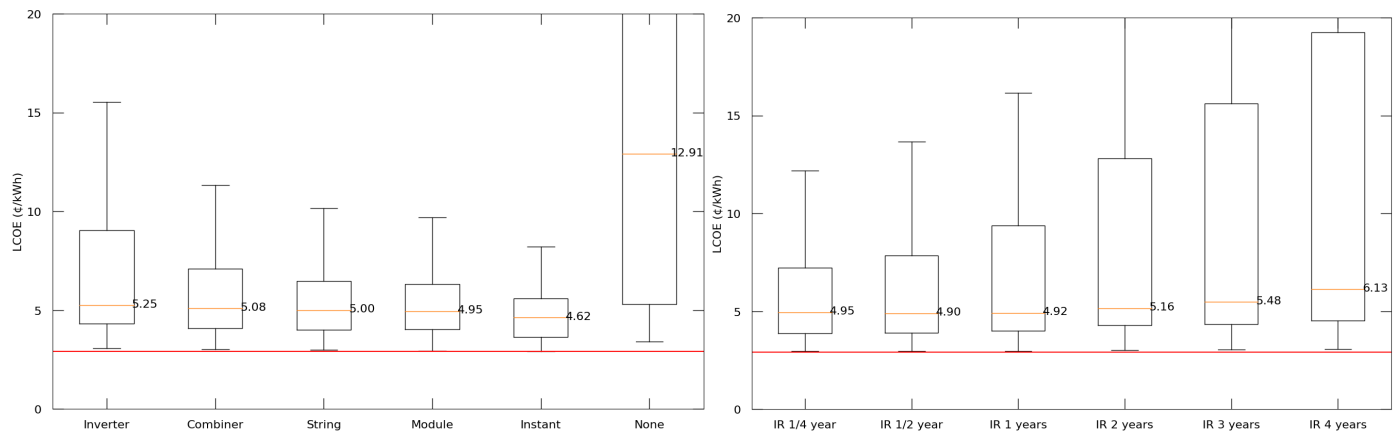 20
15
10
5
0
LCOE (¢/kWh)
5.25
5.08
5.00
4.95
4.62
12.91
Inverter
Combiner
String
Module
Instant
None
20
15
10
5
0
LCOE (¢/kWh)
4.95
4.90
4.92
5.16
5.48
6.13
IR 1/4 year
IR 1/2 year
IR 1 years
IR 2 years
IR 3 years
IR 4 years